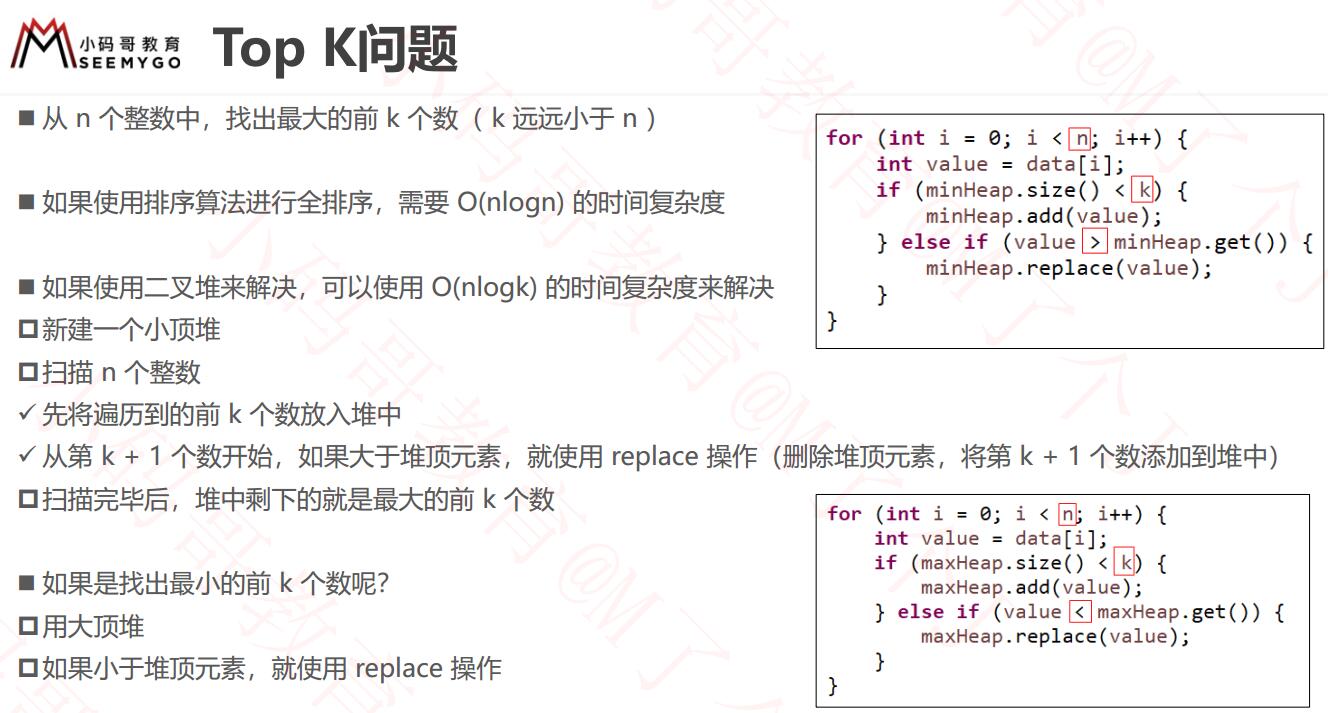 小码哥教育
SEEMYGO
Top K问题
■ 从 n 个整数中，找出最大的前 k 个数（ k 远远小于 n ）
■ 如果使用排序算法进行全排序，需要 O(nlogn) 的时间复杂度
■ 如果使用二叉堆来解决，可以使用 O(nlogk) 的时间复杂度来解决
新建一个小顶堆
扫描 n 个整数
✓ 先将遍历到的前 k 个数放入堆中
✓ 从第 k + 1 个数开始，如果大于堆顶元素，就使用 replace 操作（删除堆顶元素，将第 k + 1 个数添加到堆中）
扫描完毕后，堆中剩下的就是最大的前 k 个数
■ 如果是找出最小的前 k 个数呢？
用大顶堆
如果小于堆顶元素，就使用 replace 操作
for (int i = 0; i < n; i++) {
int value = data[i];
if (minHeap.size() < k) {
minHeap.add(value);
} else if (value > minHeap.get()) {
minHeap.replace(value);
}
}
for (int i = 0; i < n; i++) {
int value = data[i];
if (maxHeap.size() < k) {
maxHeap.add(value);
} else if (value < maxHeap.get()) {
maxHeap.replace(value);
}
}
小码哥教育@M了个J